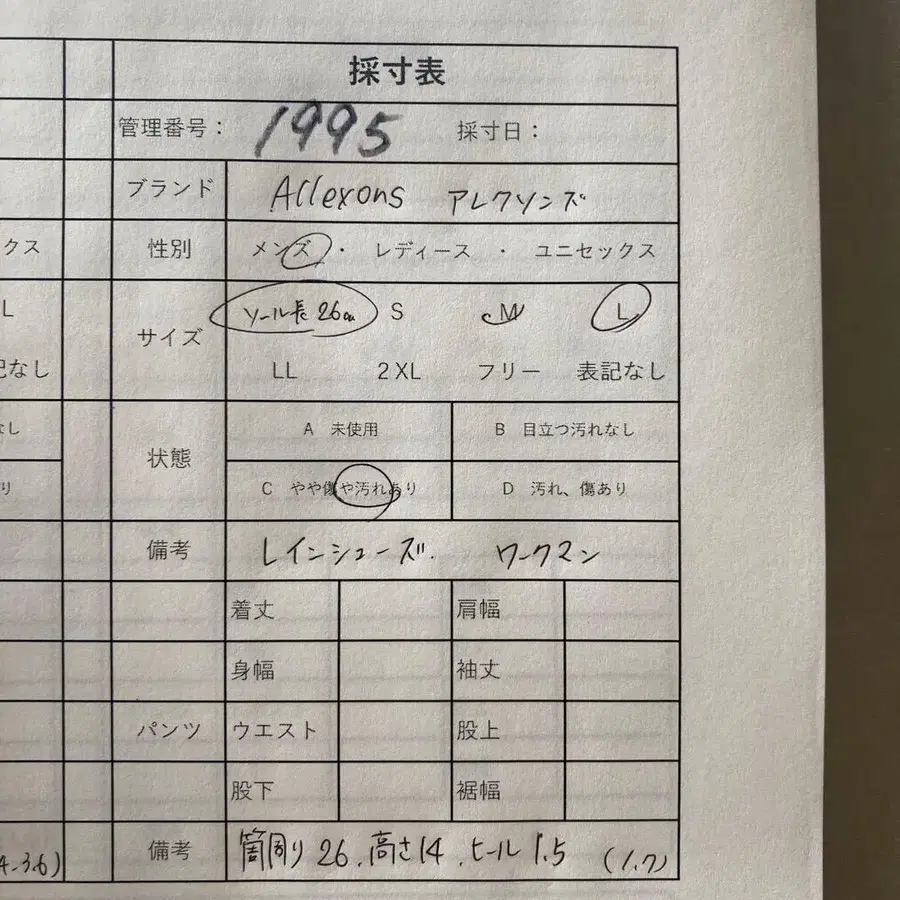 採寸表
管理番号: 1995 採寸日:
ブランド Allexons アレクソンズ
クス 性別 メンズ ・ レディース ・ ユニセックス
L サイズ ソール長 26cm S M L
記なし LL 2XL フリー 表記なし
なし 状態 A 未使用 B 目立つ汚れなし
り C やや傷や汚れあり D 汚れ、傷あり
備考 レインシューズ. ワークマン
着丈 肩幅
身幅 袖丈
パンツ ウエスト 股上
股下 裾幅
4-3.6) 備考 筒周り 26. 高さ14. ヒール 1.5 (1.7)